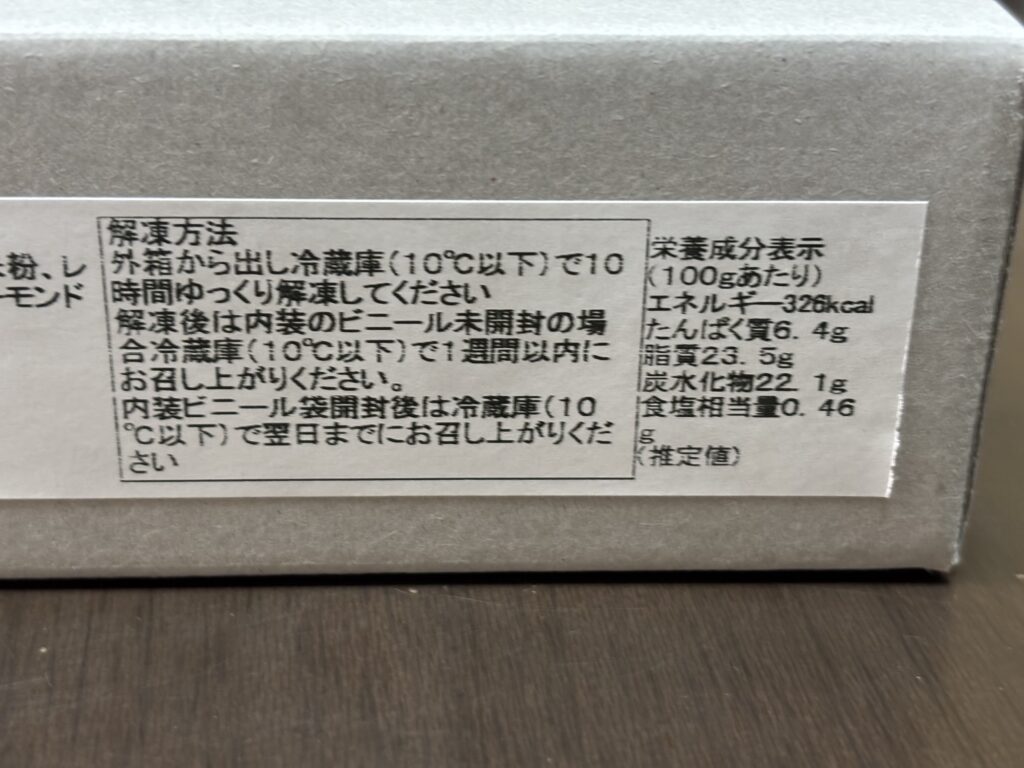 粉、レ
ーモンド
解凍方法
外箱から出し冷蔵庫(10℃以下)で10
時間ゆっくり解凍してください
解凍後は内装のビニール未開封の場
合冷蔵庫(10℃以下)で1週間以内に
お召し上がりください。
内装ビニール袋開封後は冷蔵庫(10
℃以下)で翌日までにお召し上がりくだ
さい
栄養成分表示
(100gあたり)
エネルギー326kcal
たんぱく質6.4g
脂質23.5g
炭水化物22.1g
食塩相当量0.46
g
(推定値)